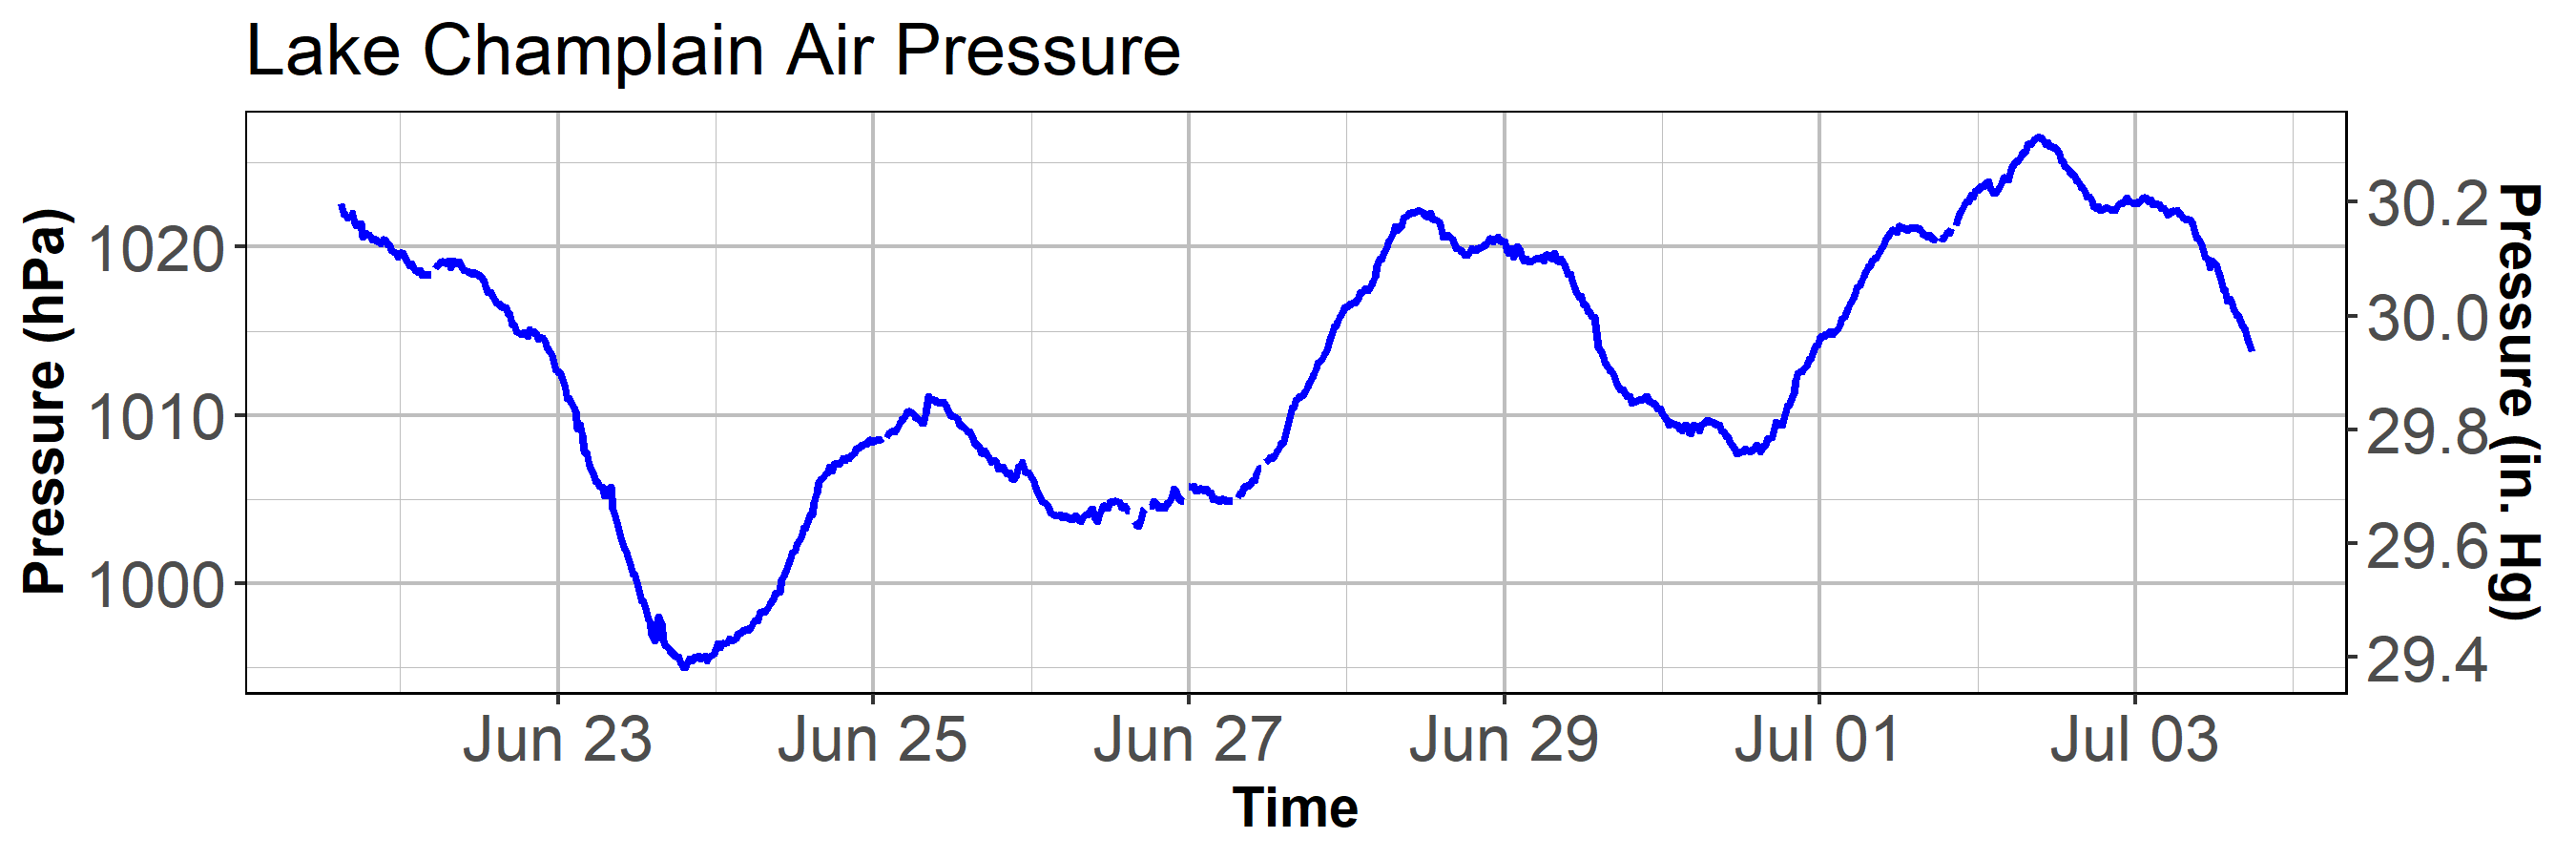 Lake Champlain Air Pressure
Pressure (hPa)
1020
1010
1000
30.2
30.0
29.8
29.6
29.4
Pressure (in. Hg)
Jun 23
Jun 25
Jun 27
Jun 29
Jul 01
Jul 03
Time